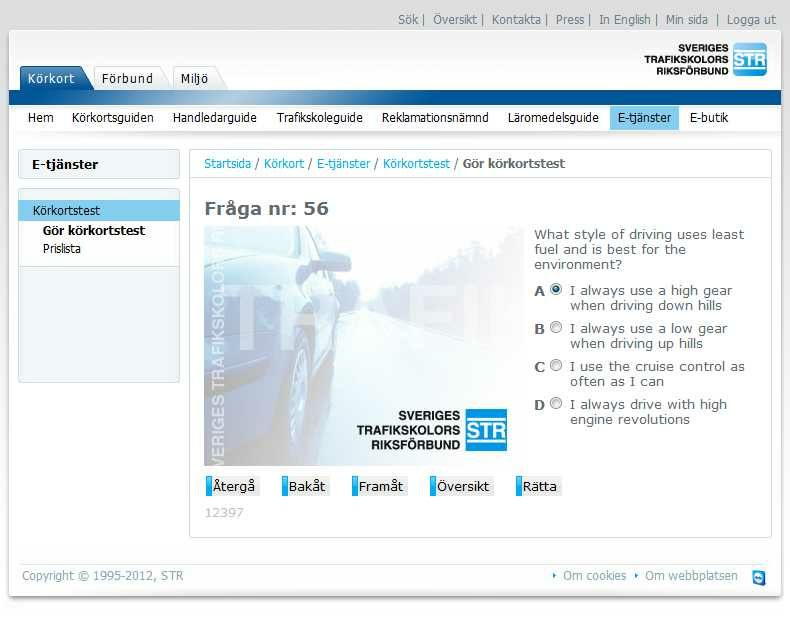 Sök | Översikt | Kontakta | Press | In English | Min sida | Logga ut
SVERIGES
TRAFIKSKOLORS
RIKSFÖRBUND
STR
Körkort Förbund Miljö
Hem Körkortsguiden Handledarguide Trafikskoleguide Reklamationsnämnd Läromedelsguide E-tjänster E-butik
E-tjänster
Körkortstest
Gör körkortstest
Prislista
Startsida / Körkort / E-tjänster / Körkortstest / Gör körkortstest
Fråga nr: 56
SVERIGES TRAFIKSKOLOR
TRAFI
SVERIGES
TRAFIKSKOLORS
RIKSFÖRBUND
STR
What style of driving uses least
fuel and is best for the
environment?
A I always use a high gear
when driving down hills
B I always use a low gear
when driving up hills
C I use the cruise control as
often as I can
D I always drive with high
engine revolutions
Återgå Bakåt Framåt Översikt Rätta
12397
Copyright © 1995-2012, STR
Om cookies Om webbplatsen